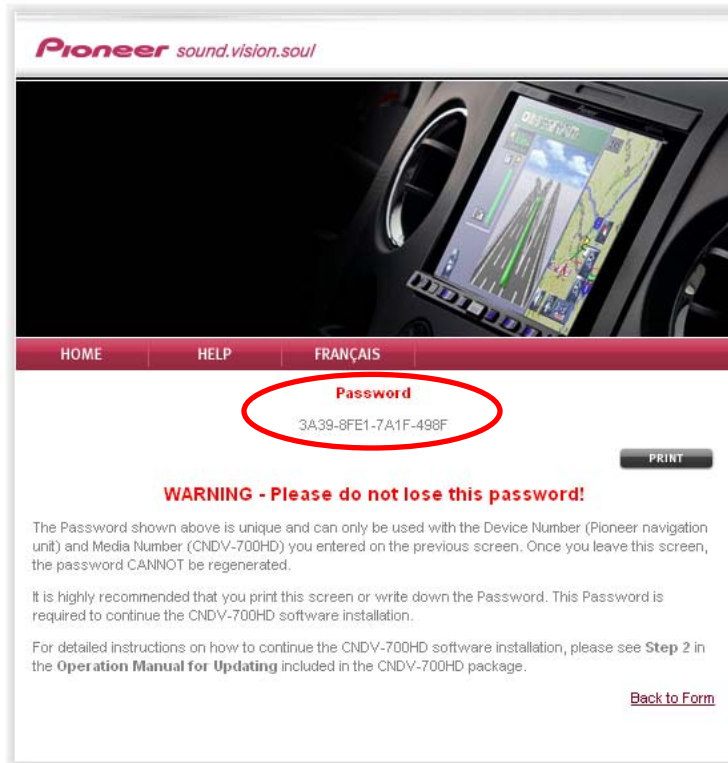 Pioneer sound.vision.soul
HOME HELP FRANÇAIS
Password
3A39-8FE1-7A1F-498F
PRINT
WARNING - Please do not lose this password!
The Password shown above is unique and can only be used with the Device Number (Pioneer navigation
unit) and Media Number (CNDV-700HD) you entered on the previous screen. Once you leave this screen,
the password CANNOT be regenerated.
It is highly recommended that you print this screen or write down the Password. This Password is
required to continue the CNDV-700HD software installation.
For detailed instructions on how to continue the CNDV-700HD software installation, please see Step 2 in
the Operation Manual for Updating included in the CNDV-700HD package.
Back to Form